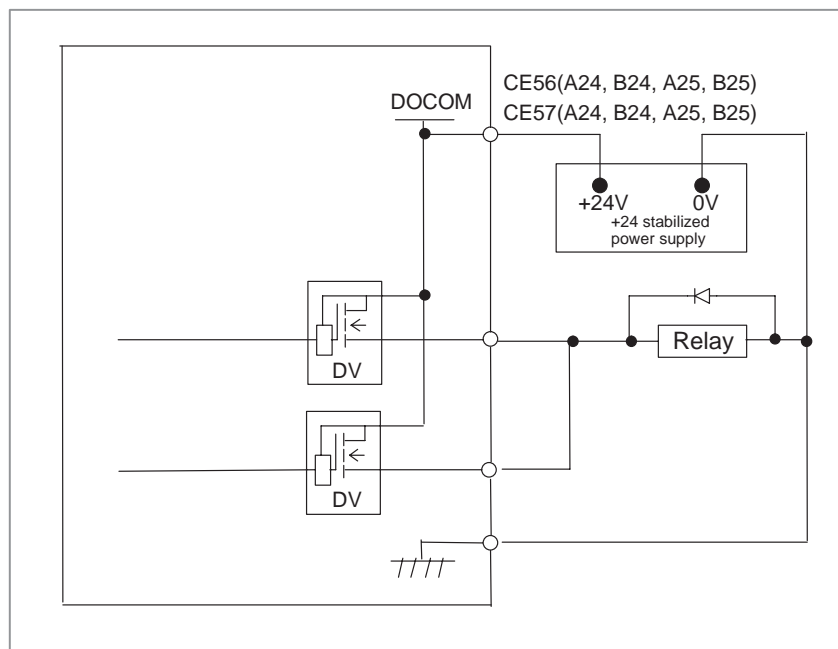 CE56(A24, B24, A25, B25)
DOCOM
CE57(A24, B24, A25, B25)
+24V
0V
+24 stabilized
power supply
Relay
DV
DV